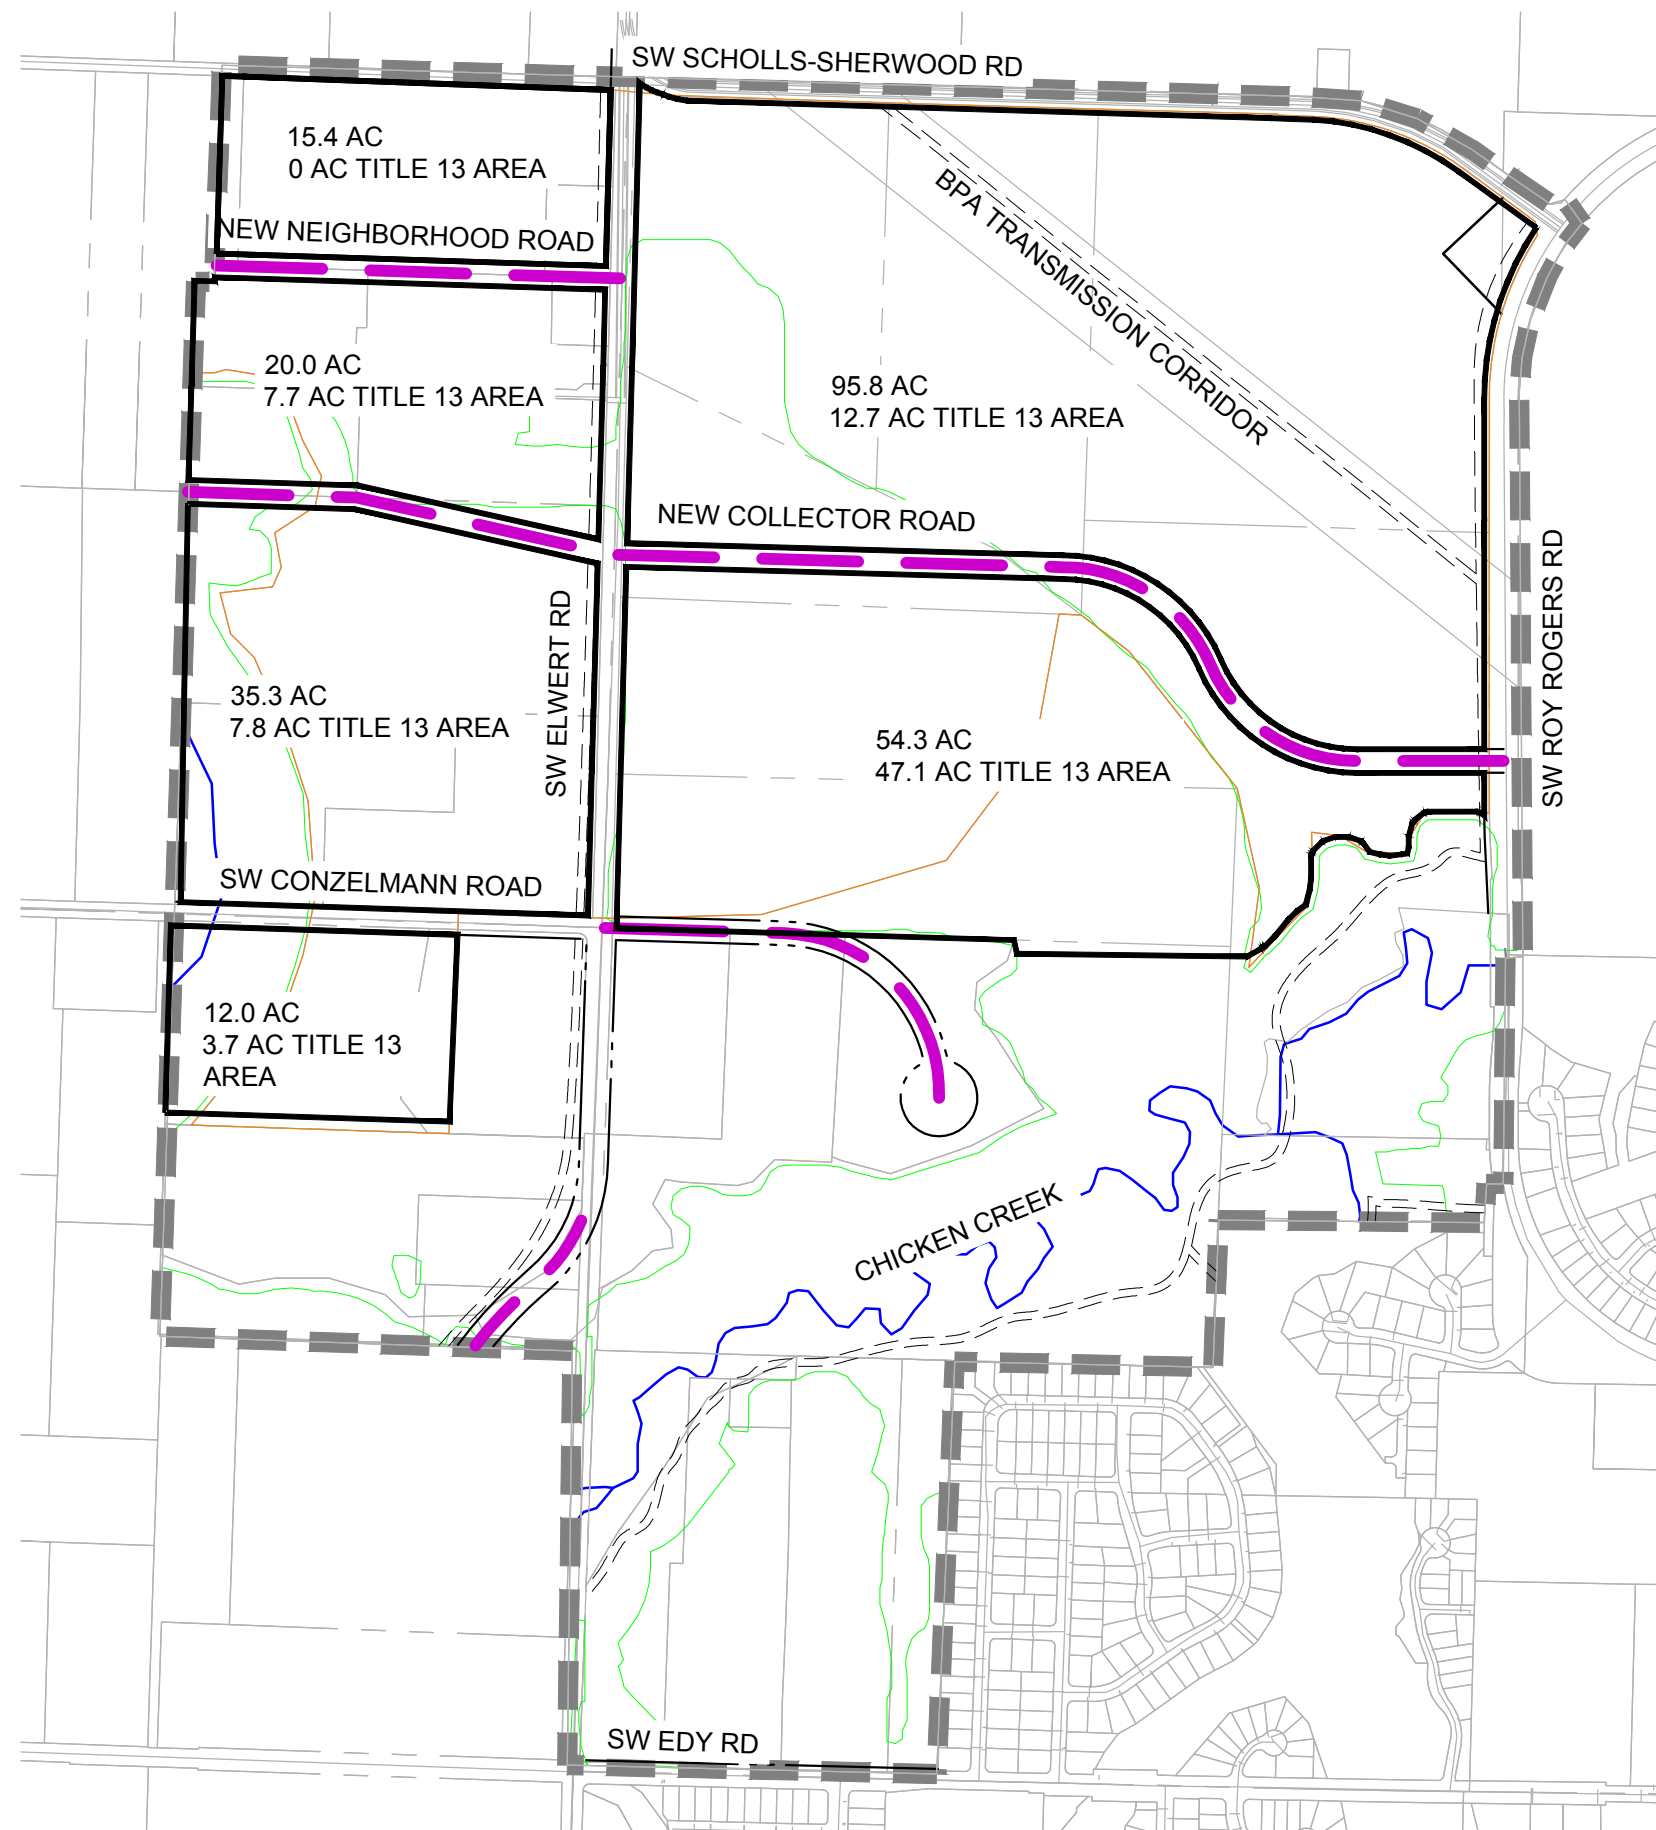 SW SCHOLLS-SHERWOOD RD
15.4 AC
0 AC TITLE 13 AREA
NEW NEIGHBORHOOD ROAD
BPA TRANSMISSION CORRIDOR
20.0 AC
7.7 AC TITLE 13 AREA
95.8 AC
12.7 AC TITLE 13 AREA
NEW COLLECTOR ROAD
SW ROY ROGERS RD
SW ELWERT RD
35.3 AC
7.8 AC TITLE 13 AREA
54.3 AC
47.1 AC TITLE 13 AREA
SW CONZELMANN ROAD
12.0 AC
3.7 AC TITLE 13
AREA
CHICKEN CREEK
SW EDY RD